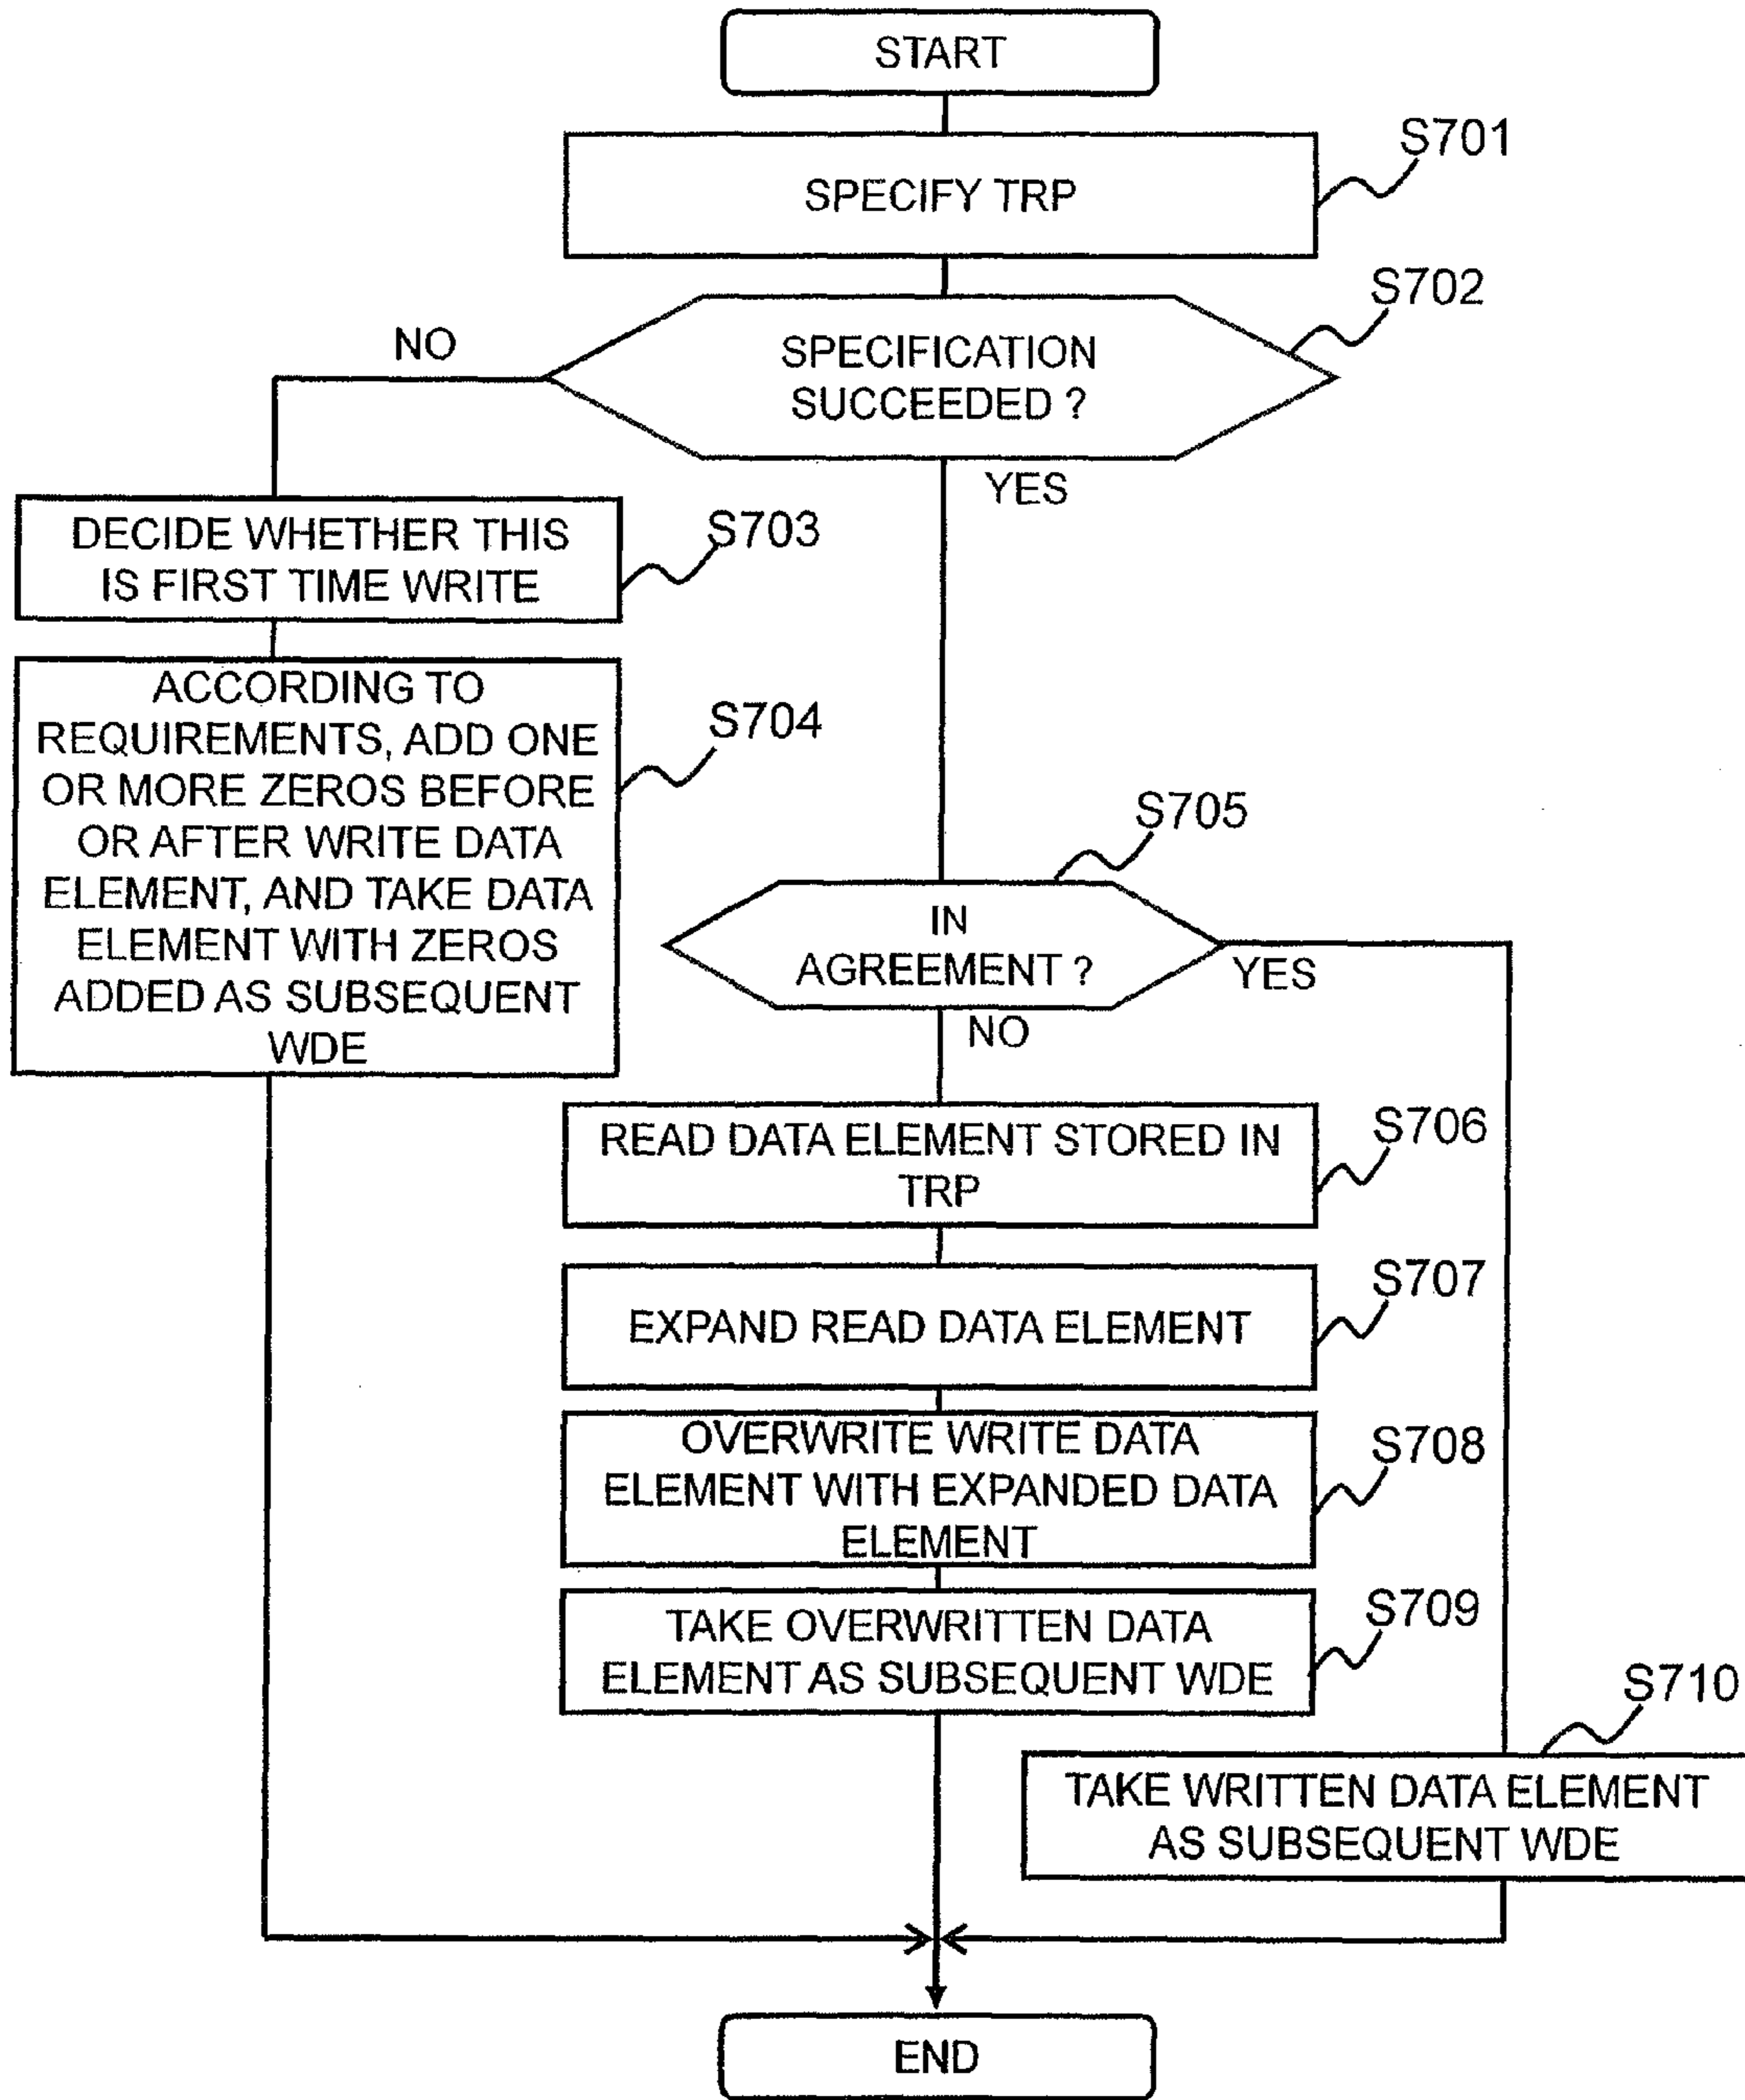 START
S701
SPECIFY TRP
S702
NO
SPECIFICATION
SUCCEEDED ?
YES
DECIDE WHETHER THIS
IS FIRST TIME WRITE
S703
ACCORDING TO
REQUIREMENTS, ADD ONE
OR MORE ZEROS BEFORE
OR AFTER WRITE DATA
ELEMENT, AND TAKE DATA
ELEMENT WITH ZEROS
ADDED AS SUBSEQUENT
WDE
S704
S705
IN
AGREEMENT ?
YES
NO
READ DATA ELEMENT STORED IN
TRP
S706
EXPAND READ DATA ELEMENT
S707
OVERWRITE WRITE DATA
ELEMENT WITH EXPANDED DATA
ELEMENT
S708
TAKE OVERWRITTEN DATA
ELEMENT AS SUBSEQUENT WDE
S709
S710
TAKE WRITTEN DATA ELEMENT
AS SUBSEQUENT WDE
END